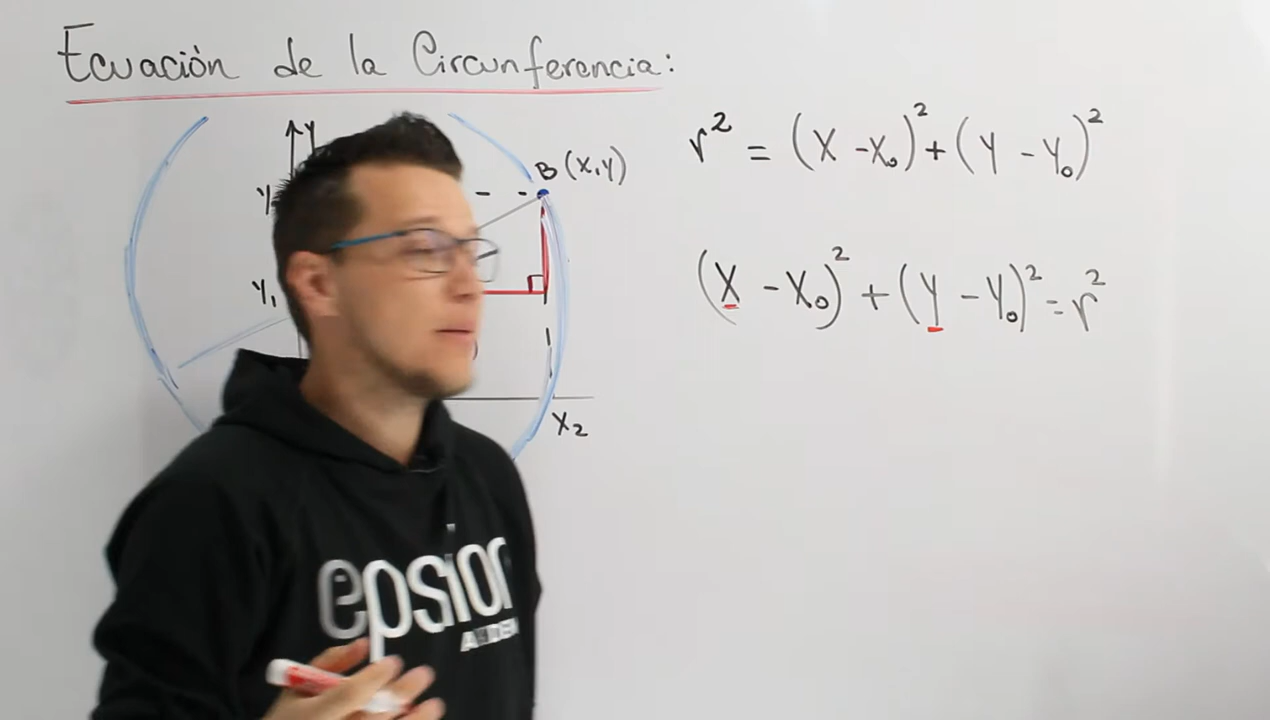 Ecuación de la Circunferencia:
r² = (X - X₀)² + (Y - Y₀)²
(X - X₀)² + (Y - Y₀)² = r²
Y
B (X,Y)
Y
Y₁
X₂
epsilon